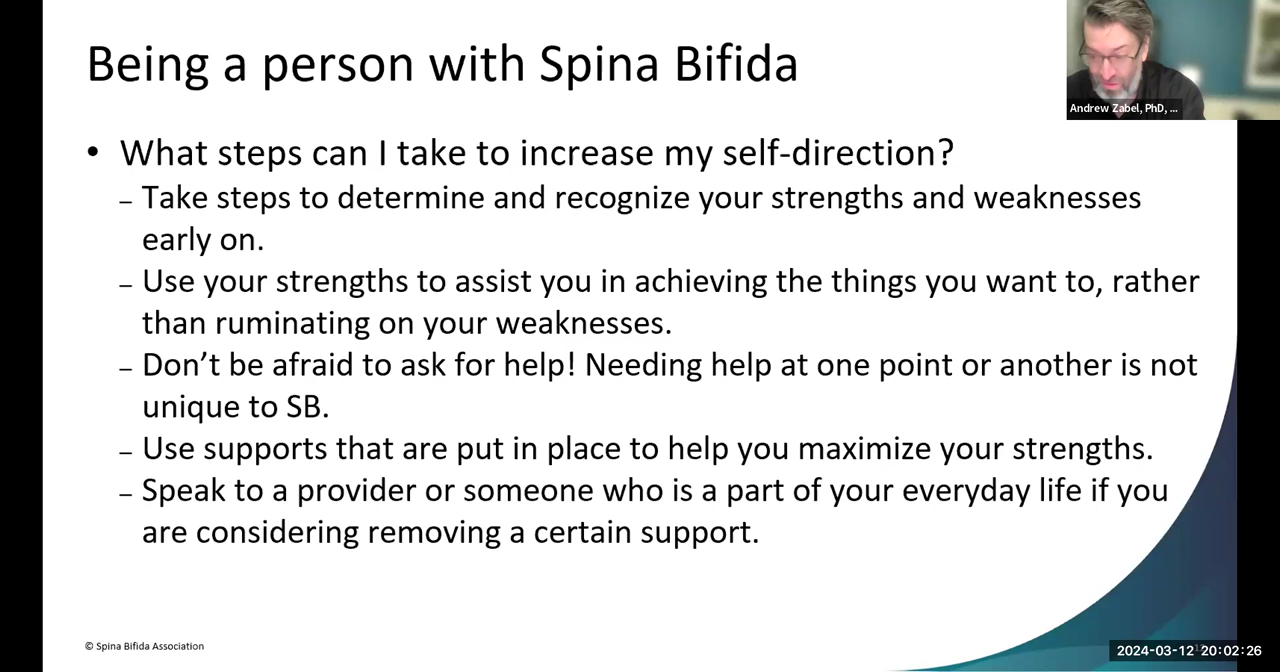 Being a person with Spina Bifida
Andrew Zabel, PhD, ...
• What steps can I take to increase my self-direction?
– Take steps to determine and recognize your strengths and weaknesses
early on.
– Use your strengths to assist you in achieving the things you want to, rather
than ruminating on your weaknesses.
– Don’t be afraid to ask for help! Needing help at one point or another is not
unique to SB.
– Use supports that are put in place to help you maximize your strengths.
– Speak to a provider or someone who is a part of your everyday life if you
are considering removing a certain support.
© Spina Bifida Association
2024-03-12 20:02:26